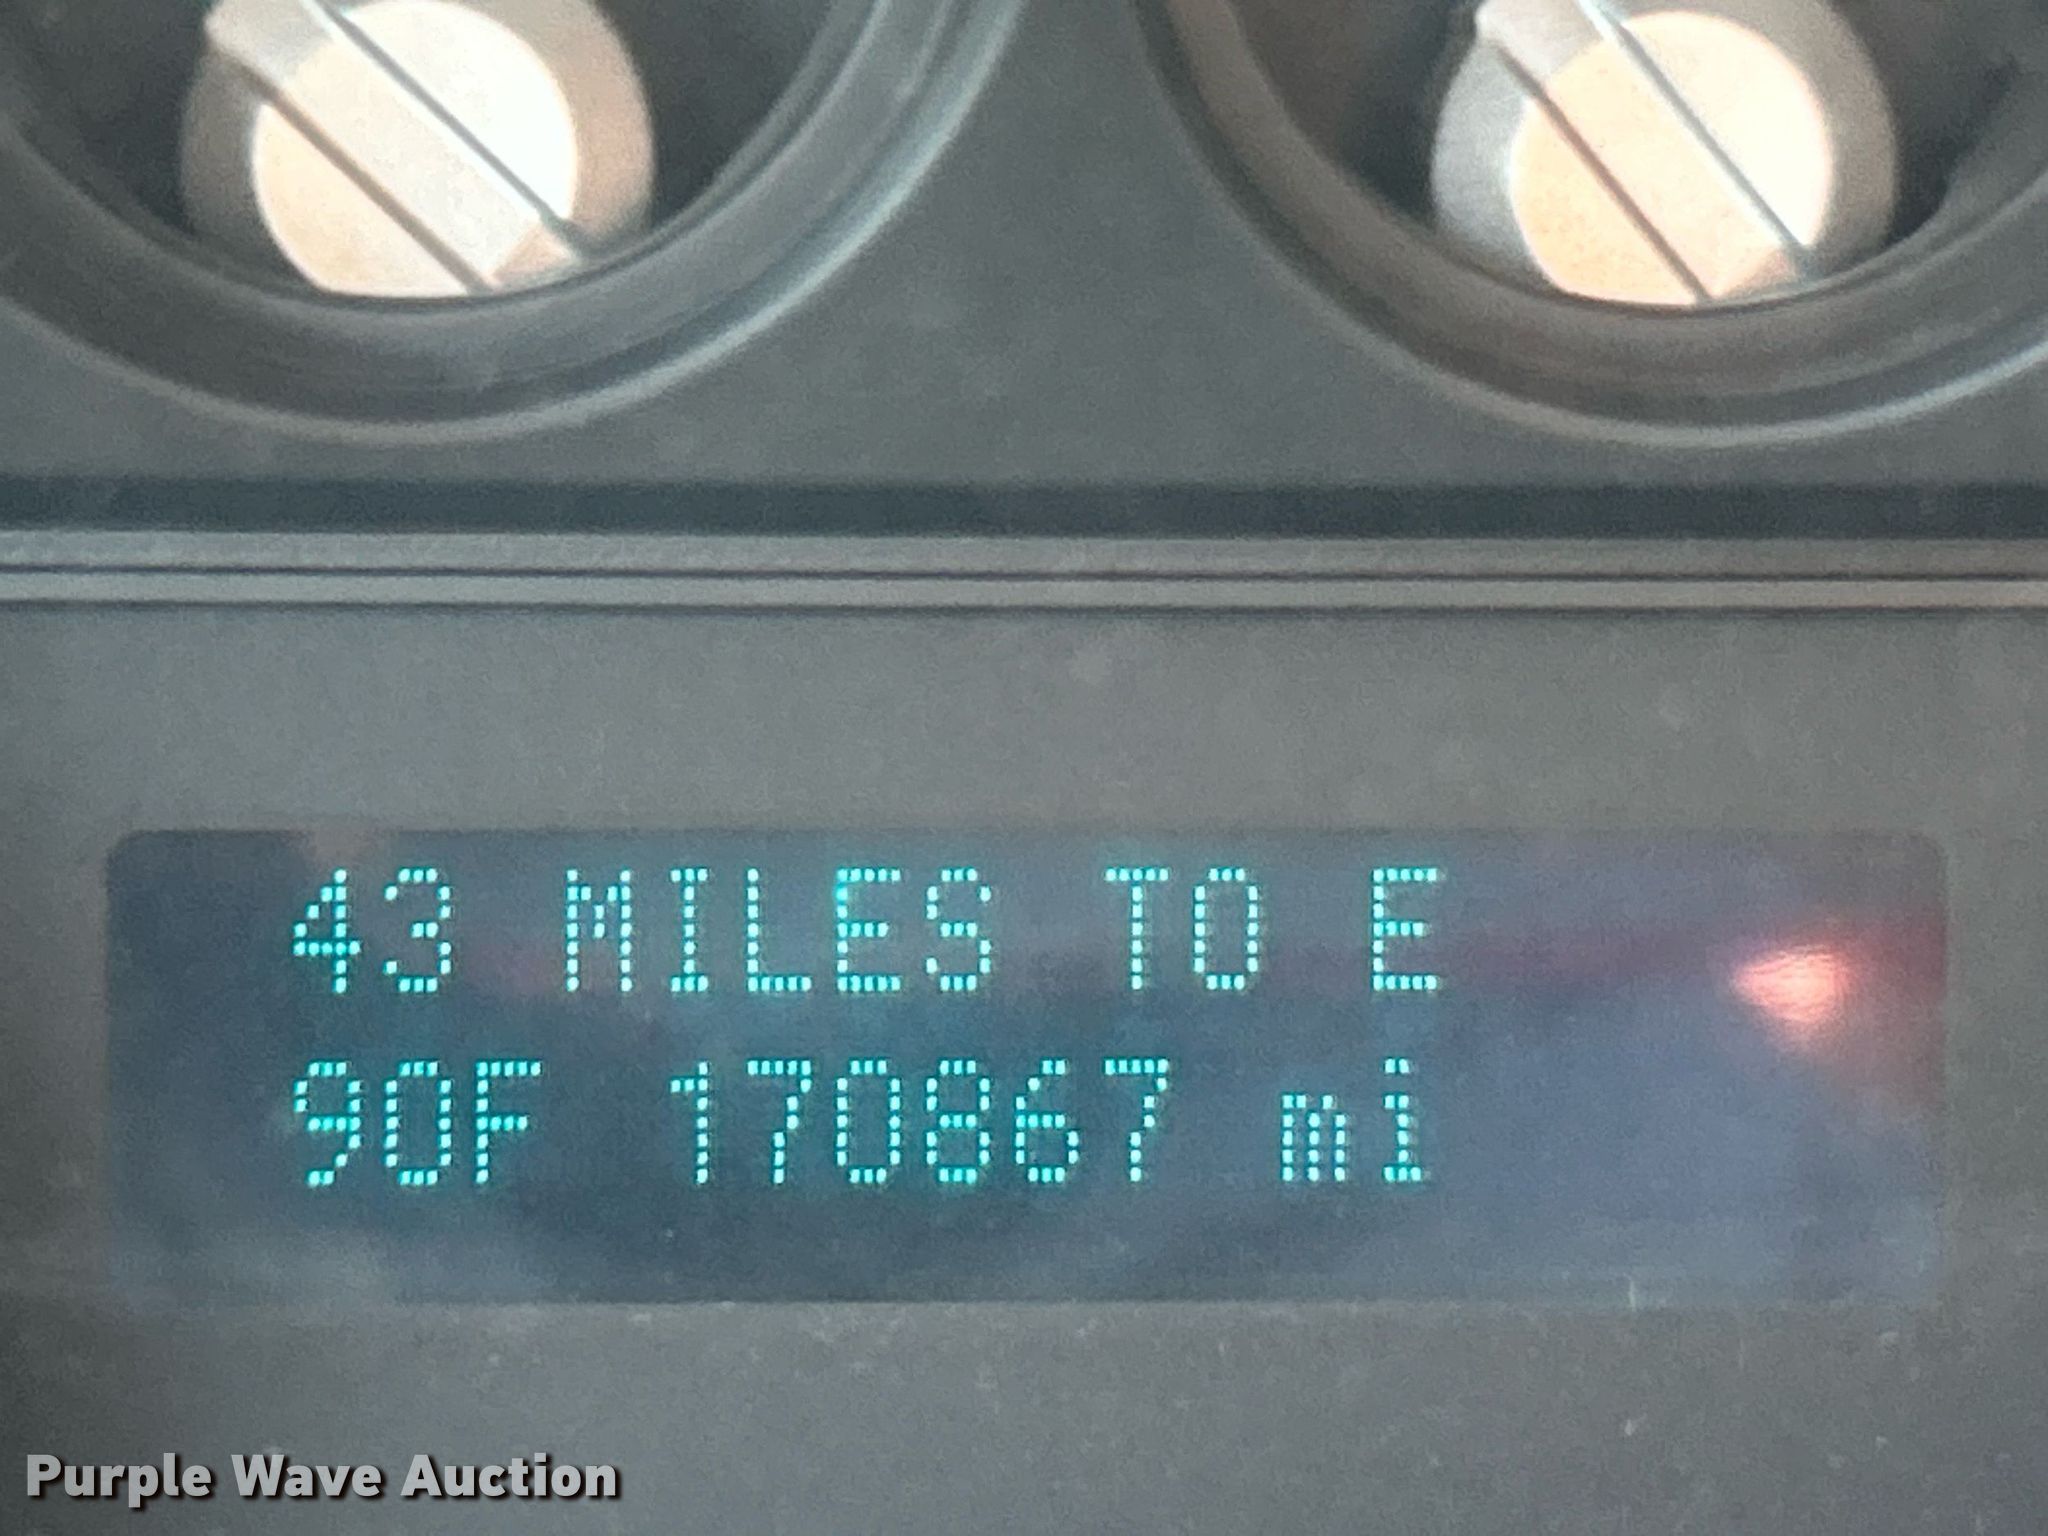 43 MILES TO E
90F 170867 mi
Purple Wave Auction